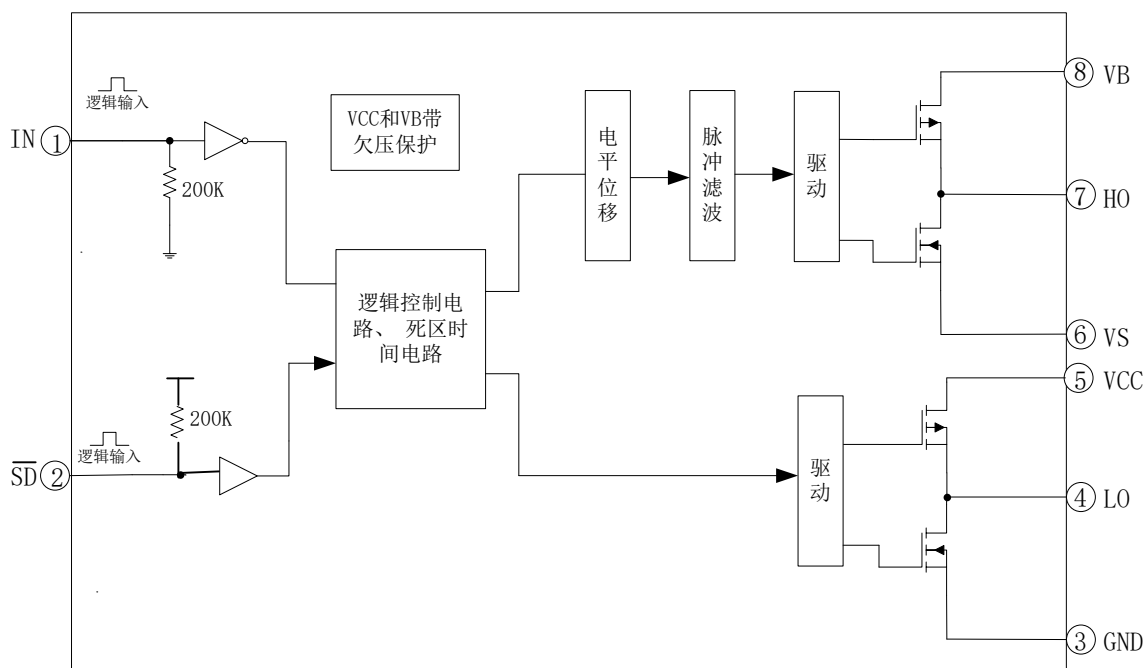 逻辑输入
IN ①
200K
VCC和VB带
欠压保护
电平位移
脉冲滤波
驱动
⑧ VB
⑦ HO
⑥ VS
逻辑控制电
路、 死区时
间电路
200K
逻辑输入
SD ②
驱动
⑤ VCC
④ LO
③ GND